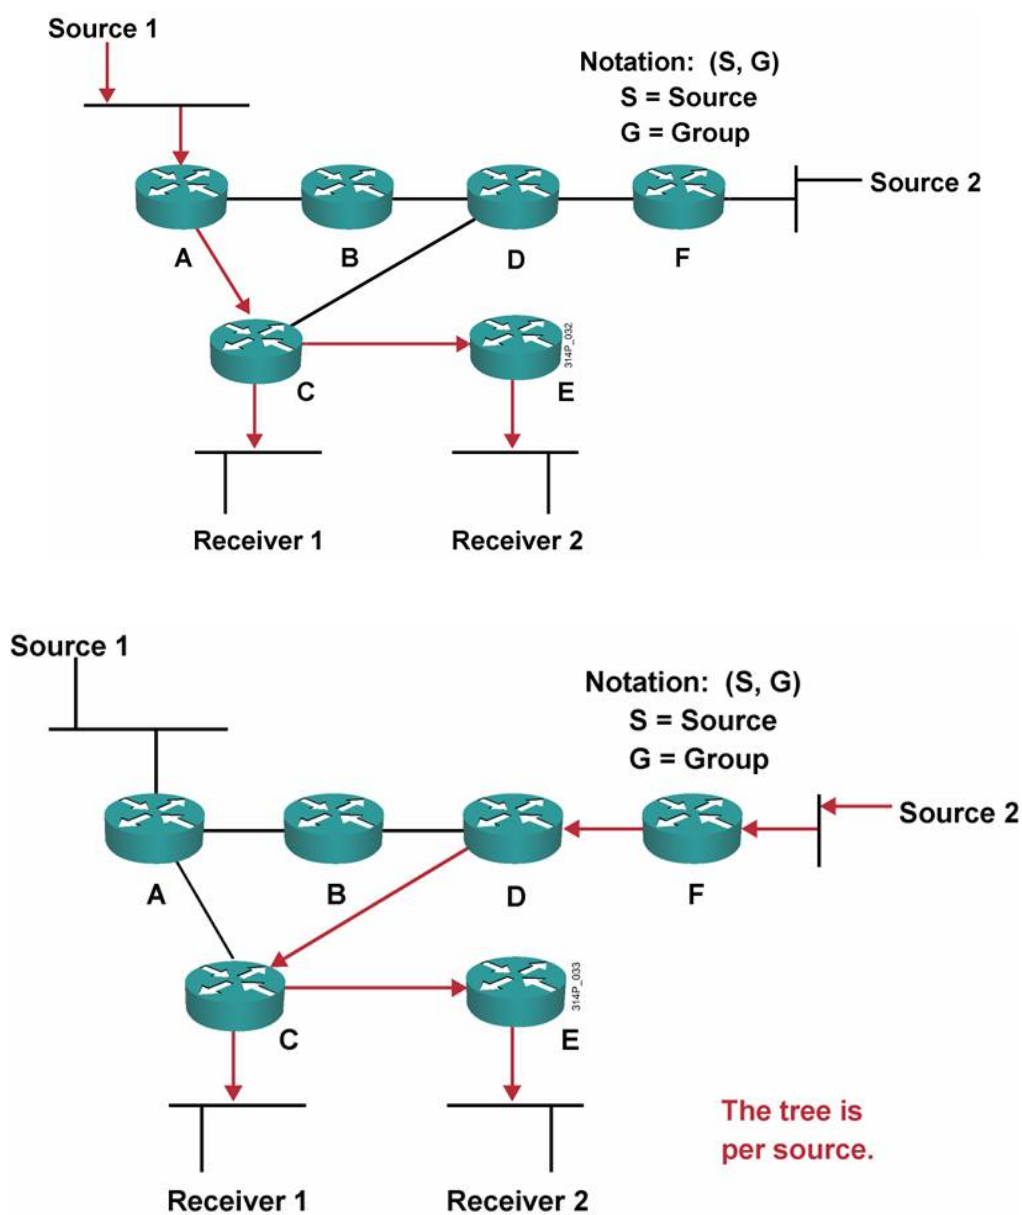 Source 1
Notation: (S, G)
S = Source
G = Group
Source 2
A
B
D
F
314P_032
C
E
Receiver 1
Receiver 2
Source 1
Notation: (S, G)
S = Source
G = Group
Source 2
A
B
D
F
314P_033
C
E
The tree is
per source.
Receiver 1
Receiver 2